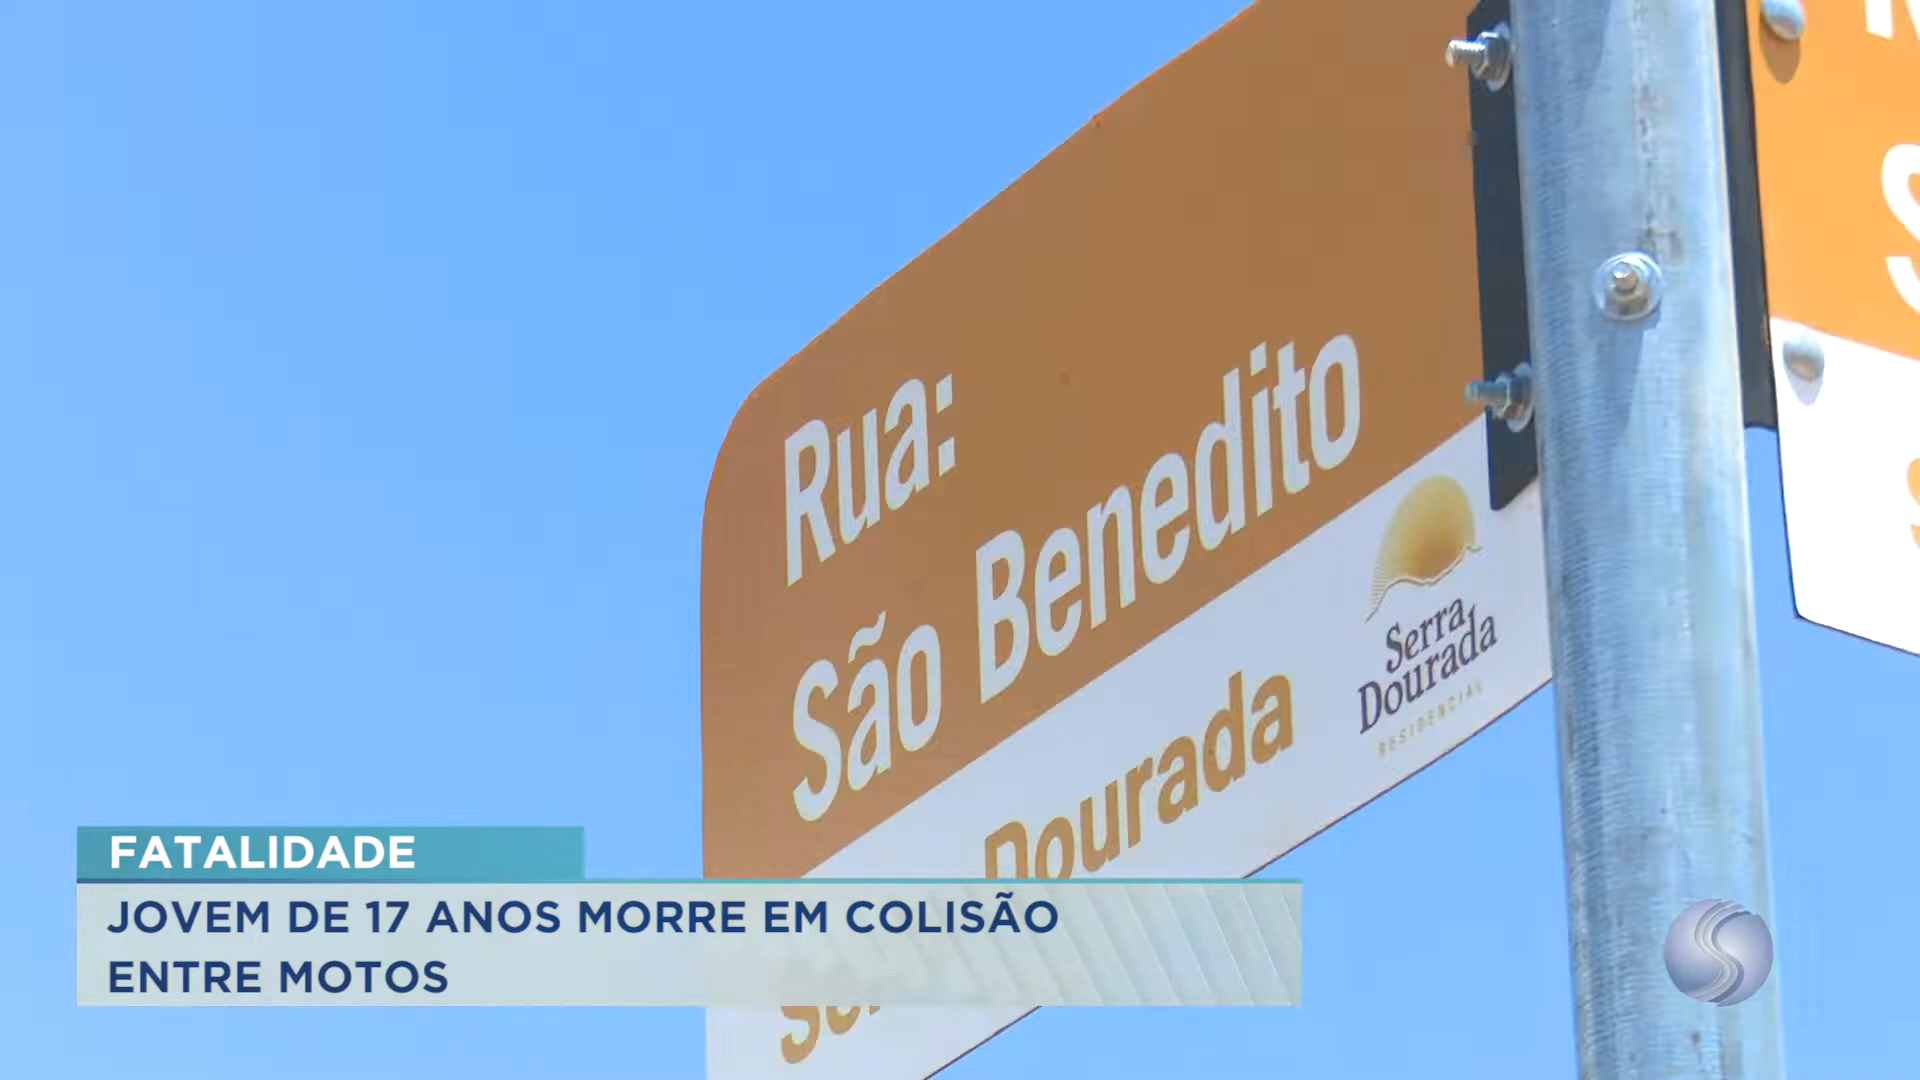 Rua:
São Benedito
Dourada
Serra
Dourada
RESIDENCIAL
FATALIDADE
JOVEM DE 17 ANOS MORRE EM COLISÃO
ENTRE MOTOS